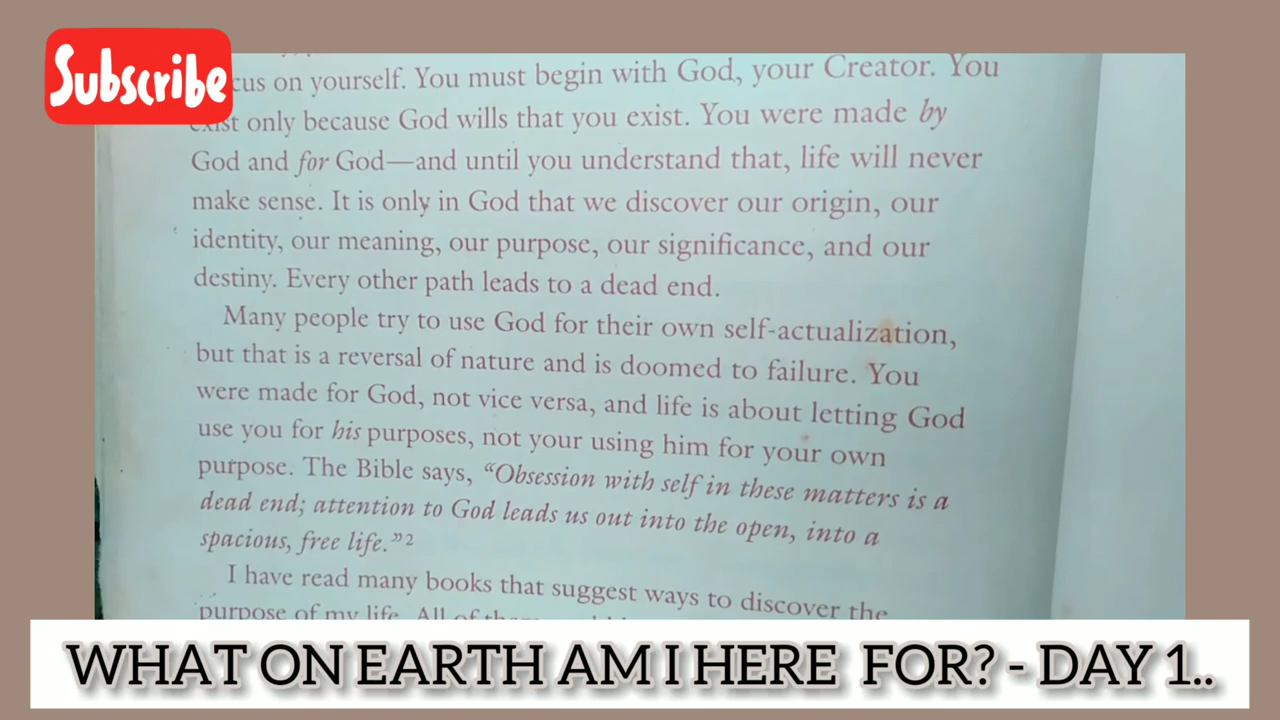 Subscribe
cus on yourself. You must begin with God, your Creator. You
exist only because God wills that you exist. You were made by
God and for God—and until you understand that, life will never
make sense. It is only in God that we discover our origin, our
identity, our meaning, our purpose, our significance, and our
destiny. Every other path leads to a dead end.
Many people try to use God for their own self-actualization,
but that is a reversal of nature and is doomed to failure. You
were made for God, not vice versa, and life is about letting God
use you for his purposes, not your using him for your own
purpose. The Bible says, “Obsession with self in these matters is a
dead end; attention to God leads us out into the open, into a
spacious, free life.”2
I have read many books that suggest ways to discover the
purpose of my life. All of
WHAT ON EARTH AM I HERE FOR? - DAY 1..